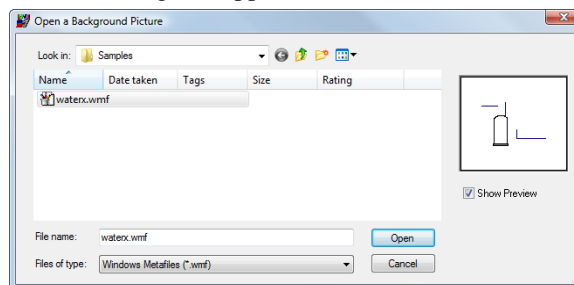 Open a Background Picture
Look in: Samples
Name Date taken Tags Size Rating
waterx.wmf
Show Preview
File name: waterx.wmf Open
Files of type: Windows Metafiles (*.wmf) Cancel